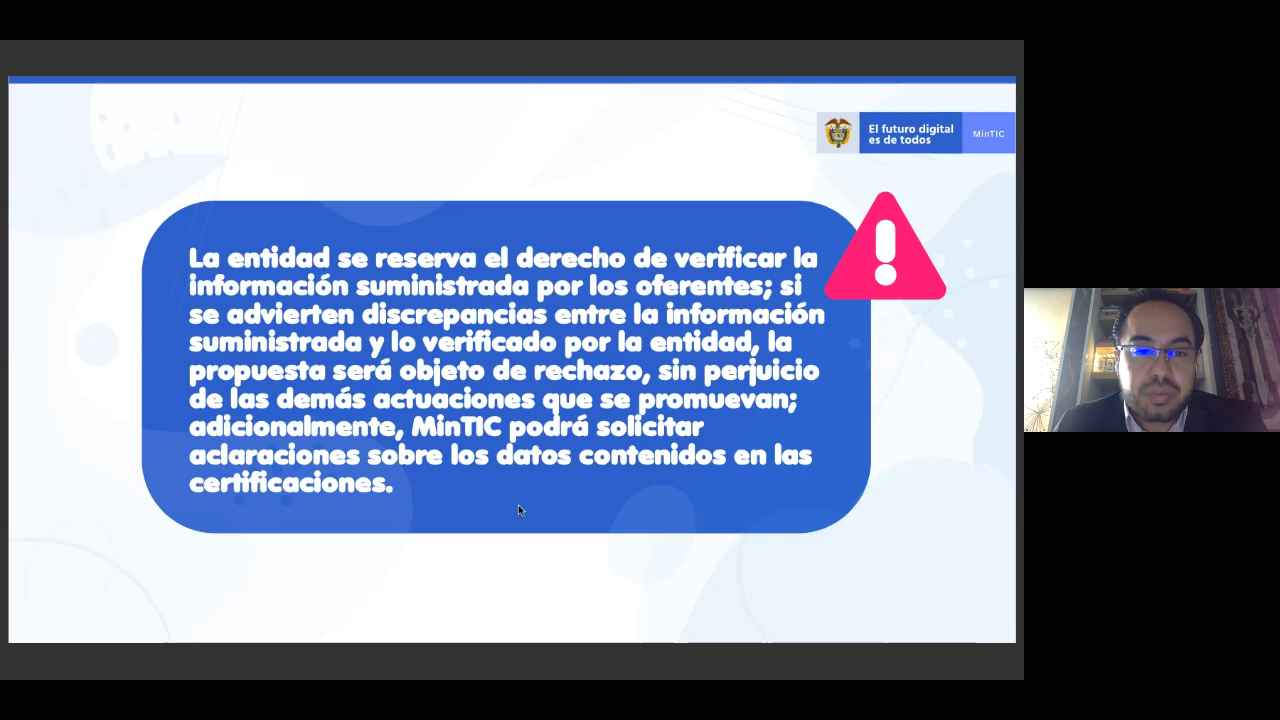 El futuro digital
es de todos
MinTIC
La entidad se reserva el derecho de verificar la
información suministrada por los oferentes; si
se advierten discrepancias entre la información
suministrada y lo verificado por la entidad, la
propuesta será objeto de rechazo, sin perjuicio
de las demás actuaciones que se promuevan;
adicionalmente, MinTIC podrá solicitar
aclaraciones sobre los datos contenidos en las
certificaciones.